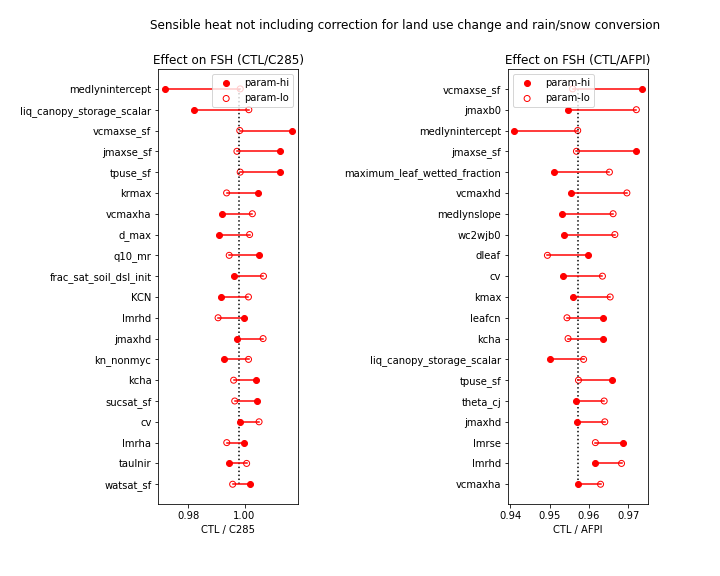 Sensible heat not including correction for land use change and rain/snow conversion
Effect on FSH (CTL/C285)
param-hi
param-lo
medlynintercept
liq_canopy_storage_scalar
vcmaxse_sf
jmaxse_sf
tpuse_sf
krmax
vcmaxha
d_max
q10_mr
frac_sat_soil_dsl_init
KCN
lmrhd
jmaxhd
kn_nonmyc
kcha
sucsat_sf
cv
lmrha
taulnir
watsat_sf
0.98 1.00
CTL / C285
Effect on FSH (CTL/AFPI)
param-hi
param-lo
vcmaxse_sf
jmaxb0
medlynintercept
jmaxse_sf
maximum_leaf_wetted_fraction
vcmaxhd
medlynslope
wc2wjb0
dleaf
cv
kmax
leafcn
kcha
liq_canopy_storage_scalar
tpuse_sf
theta_cj
jmaxhd
lmrse
lmrhd
vcmaxha
0.94 0.95 0.96 0.97
CTL / AFPI